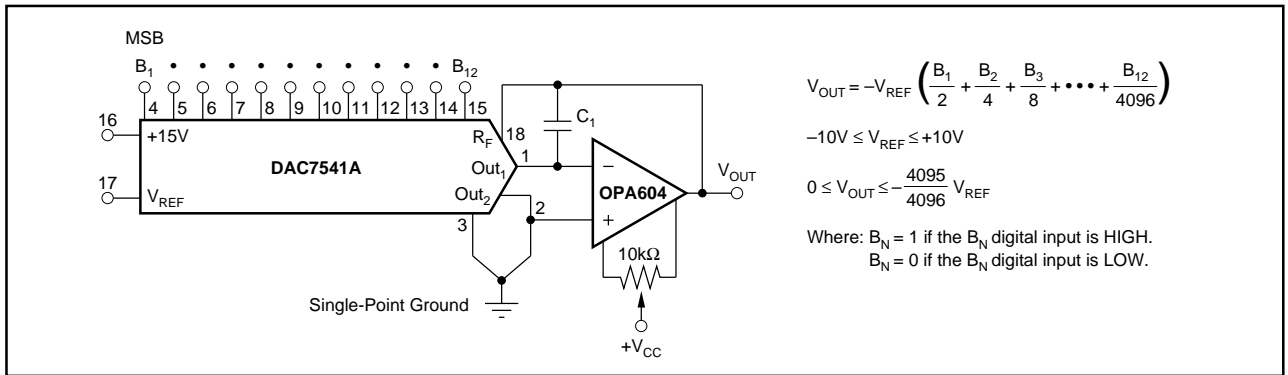 MSB
B1 • • • • • • • • • • B12
4 5 6 7 8 9 10 11 12 13 14 15
16
+15V
RF
18
C1
1
Out1
DAC7541A
17
VREF
Out2
2
3
–
+
OPA604
VOUT
10kΩ
Single-Point Ground
+VCC
VOUT = –VREF (B1/2 + B2/4 + B3/8 + • • • + B12/4096)
–10V ≤ VREF ≤ +10V
0 ≤ VOUT ≤ –4095/4096 VREF
Where: BN = 1 if the BN digital input is HIGH.
BN = 0 if the BN digital input is LOW.